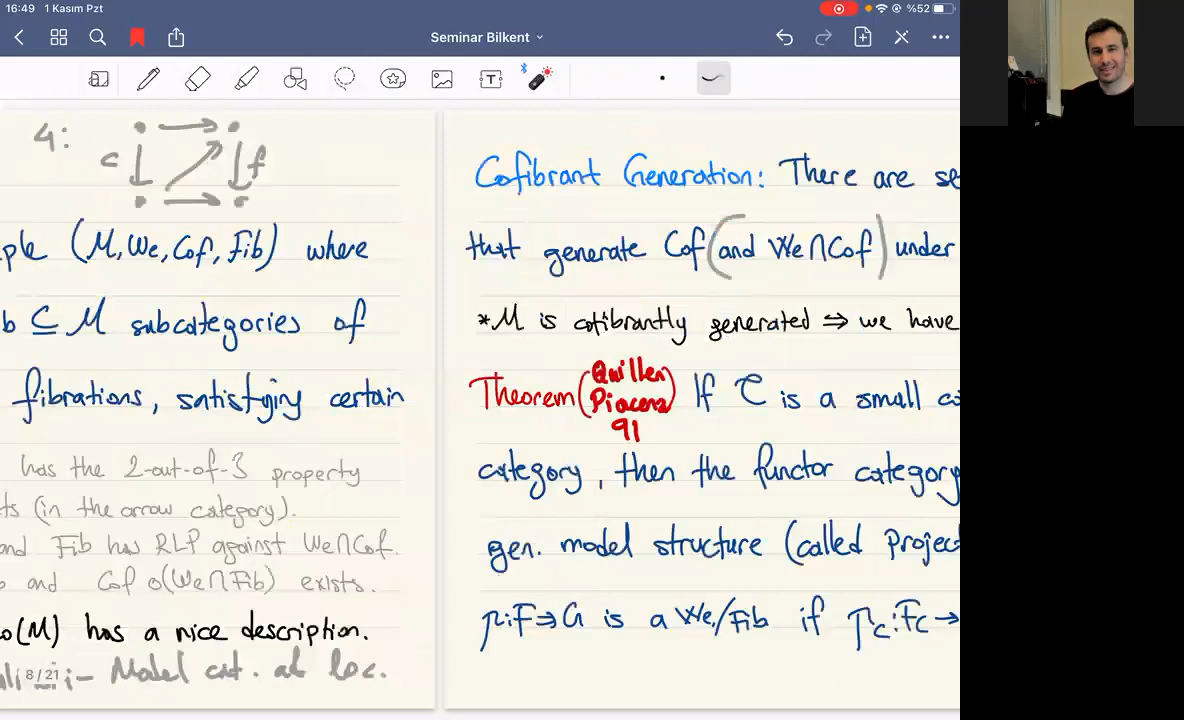 16:49 1 Kasım Pzt
%52
Seminar Bilkent
4:
c f
ple (M, We, Cof, Fib) where
b ⊆ M subcategories of
fibrations, satisfying certain
has the 2-out-of-3 property
ts (in the arrow category).
and Fib has RLP against We∩Cof.
and Cof o(We∩Fib) exists.
o(M) has a nice description.
8/21 :- Model cat. at loc.
Cofibrant Generation: There are se
that generate Cof (and We∩Cof) under
*M is cofibrantly generated ⇒ we have
Theorem (Quillen
Piacenza
91) If C is a small co
category, then the functor category
gen. model structure (called Project
μ:F⇒G is a We/Fib if μc:Fc→